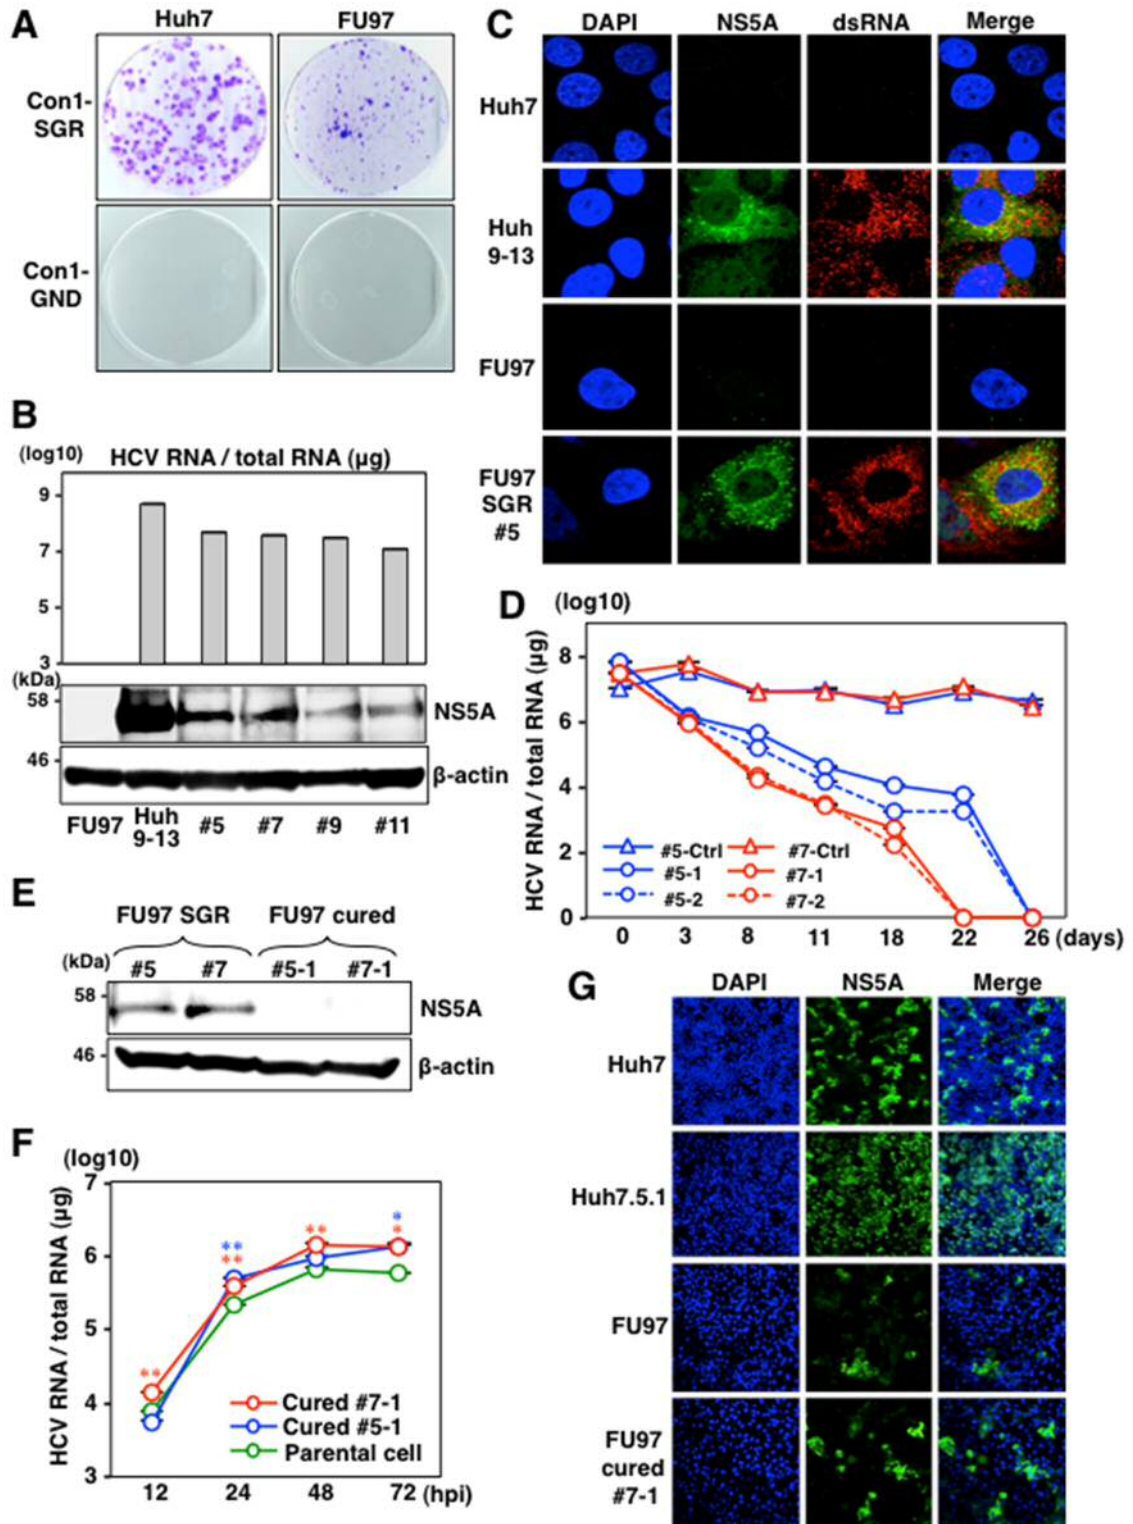 A
Huh7 FU97
Con1-
SGR
Con1-
GND
B
(log10) HCV RNA / total RNA (µg)
9
7
5
3
(kDa)
58
NS5A
46
β-actin
FU97 Huh
9-13 #5 #7 #9 #11
C
DAPI NS5A dsRNA Merge
Huh7
Huh
9-13
FU97
FU97
SGR
#5
D
(log10)
HCV RNA / total RNA (µg)
8
6
4
2
0
#5-Ctrl #7-Ctrl
#5-1 #7-1
#5-2 #7-2
0 3 8 11 18 22 26 (days)
E
FU97 SGR FU97 cured
(kDa) #5 #7 #5-1 #7-1
58
NS5A
46
β-actin
F
(log10)
HCV RNA / total RNA (µg)
7
6
5
4
3
** ** ** ** * *
Cured #7-1
Cured #5-1
Parental cell
12 24 48 72 (hpi)
G
DAPI NS5A Merge
Huh7
Huh7.5.1
FU97
FU97
cured
#7-1